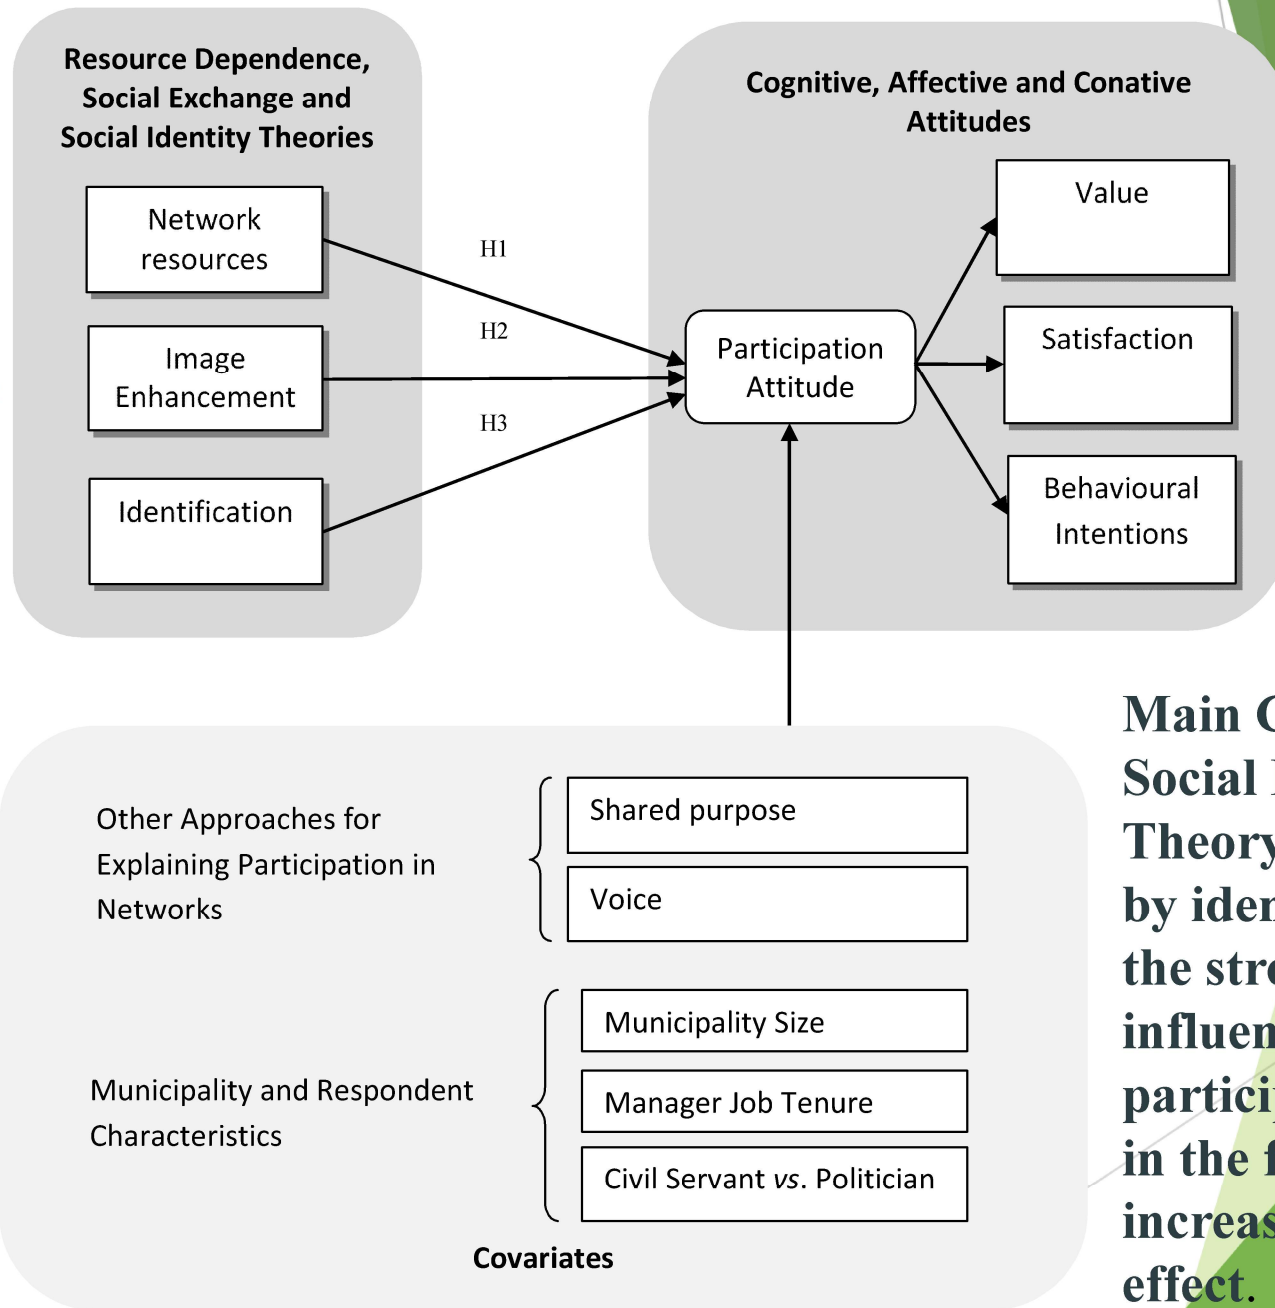 Resource Dependence,
Social Exchange and
Social Identity Theories
Network
resources
Image
Enhancement
Identification
H1
H2
H3
Cognitive, Affective and Conative
Attitudes
Participation
Attitude
Value
Satisfaction
Behavioural
Intentions
Other Approaches for
Explaining Participation in
Networks
Shared purpose
Voice
Municipality and Respondent
Characteristics
Municipality Size
Manager Job Tenure
Civil Servant vs. Politician
Covariates
Main
Social
Theory
by
the
in the
effect.